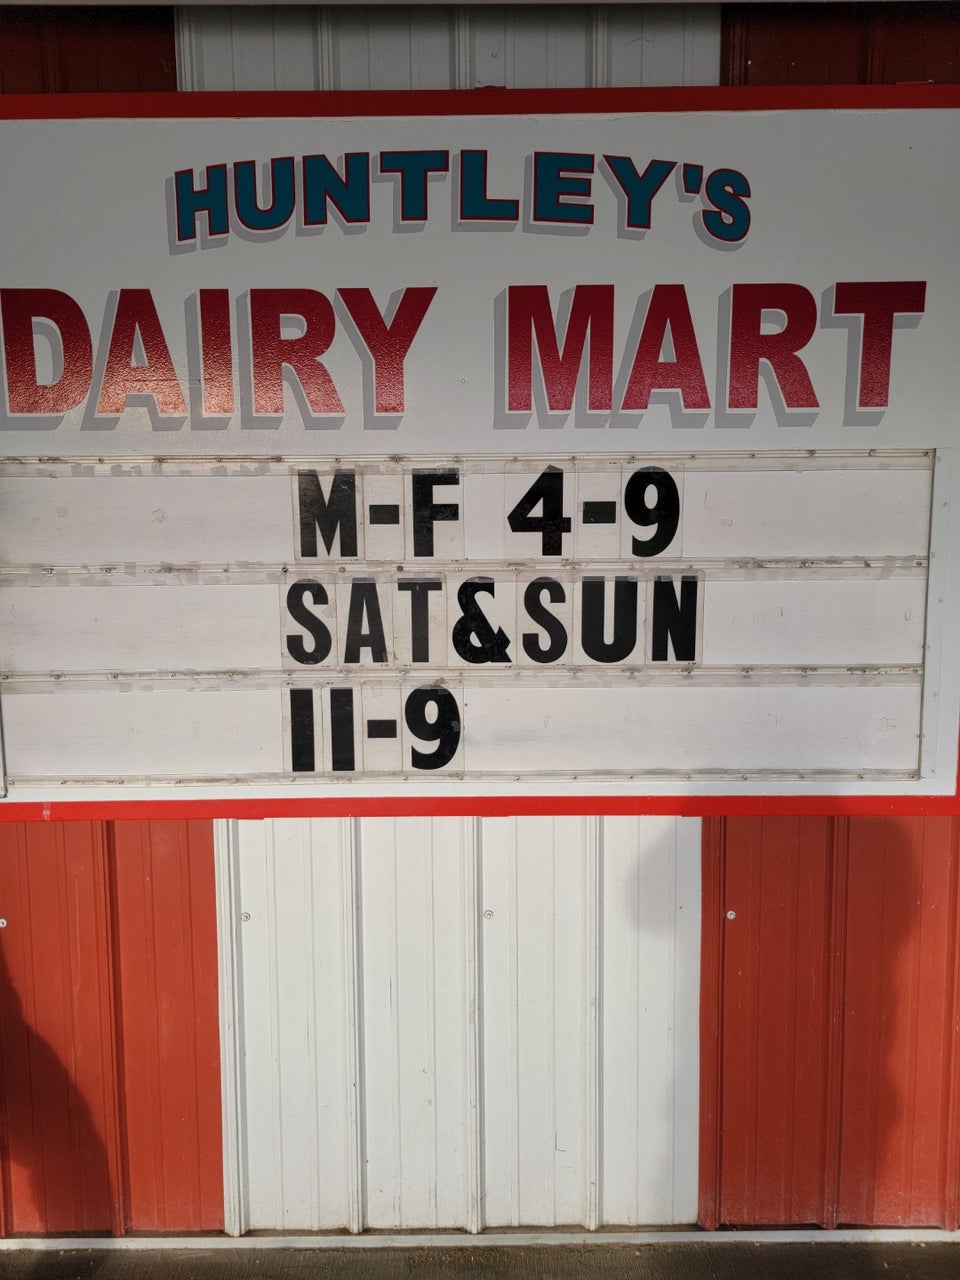 HUNTLEY'S
DAIRY MART
M-F 4-9
SAT&SUN
11-9